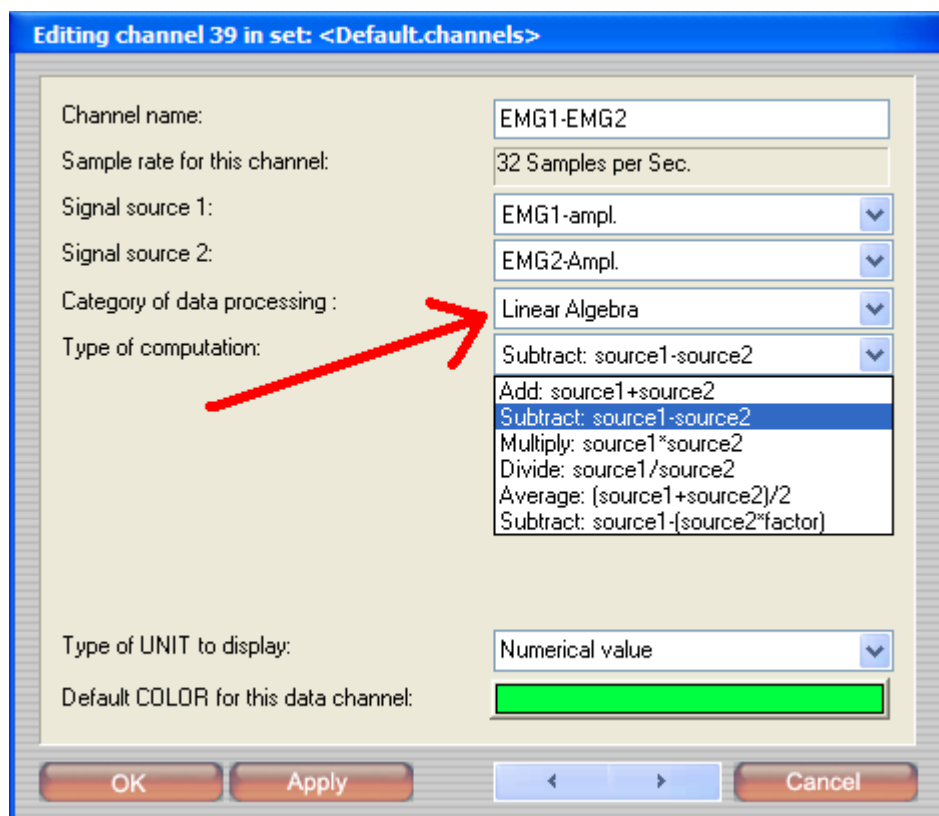 Editing channel 39 in set: <Default.channels>
Channel name: EMG1-EMG2
Sample rate for this channel: 32 Samples per Sec.
Signal source 1: EMG1-ampl.
Signal source 2: EMG2-Ampl.
Category of data processing : Linear Algebra
Type of computation: Subtract: source1-source2
Add: source1+source2
Subtract: source1-source2
Multiply: source1*source2
Divide: source1/source2
Average: (source1+source2)/2
Subtract: source1-(source2*factor)
Type of UNIT to display: Numerical value
Default COLOR for this data channel:
OK Apply Cancel